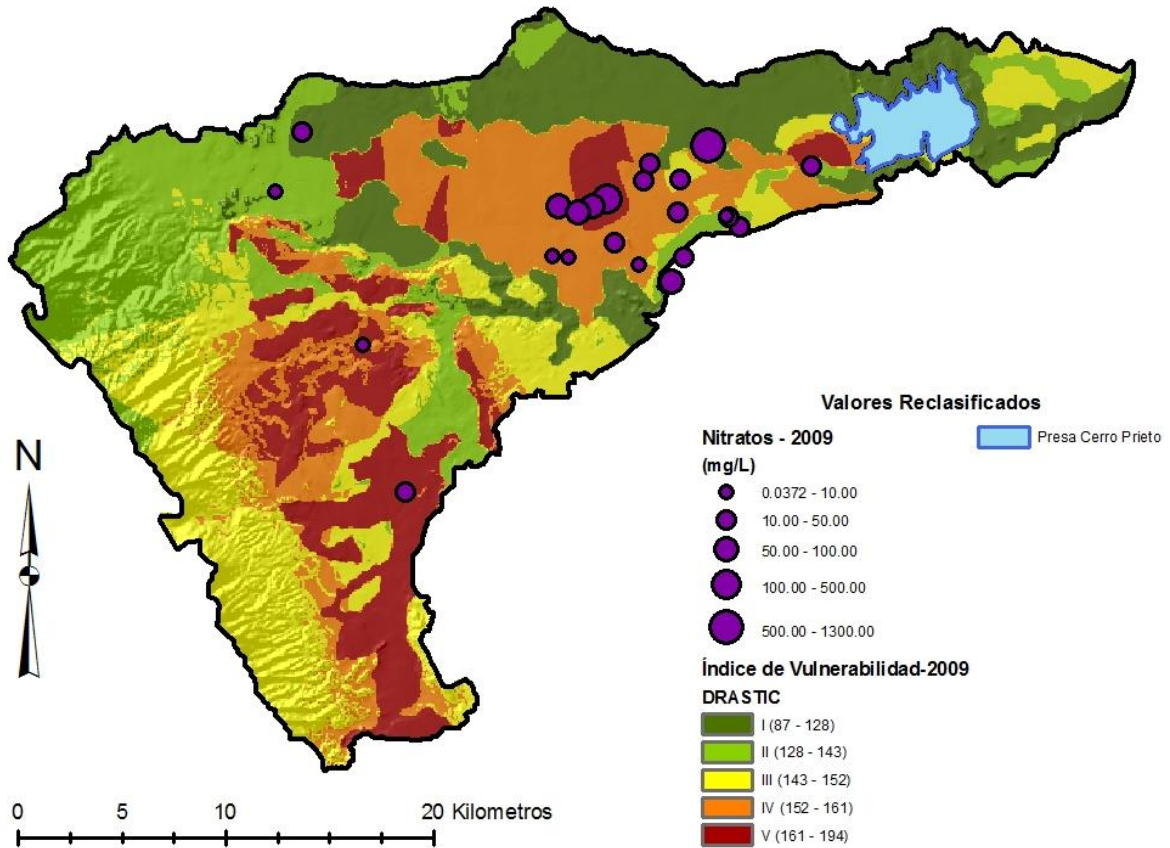 Valores Reclasificados
Nitratos - 2009
(mg/L)
0.0372 - 10.00
10.00 - 50.00
50.00 - 100.00
100.00 - 500.00
500.00 - 1300.00
Presa Cerro Prieto
Índice de Vulnerabilidad-2009
DRASTIC
I (87 - 128)
II (128 - 143)
III (143 - 152)
IV (152 - 161)
V (161 - 194)
N
0 5 10 20 Kilometros